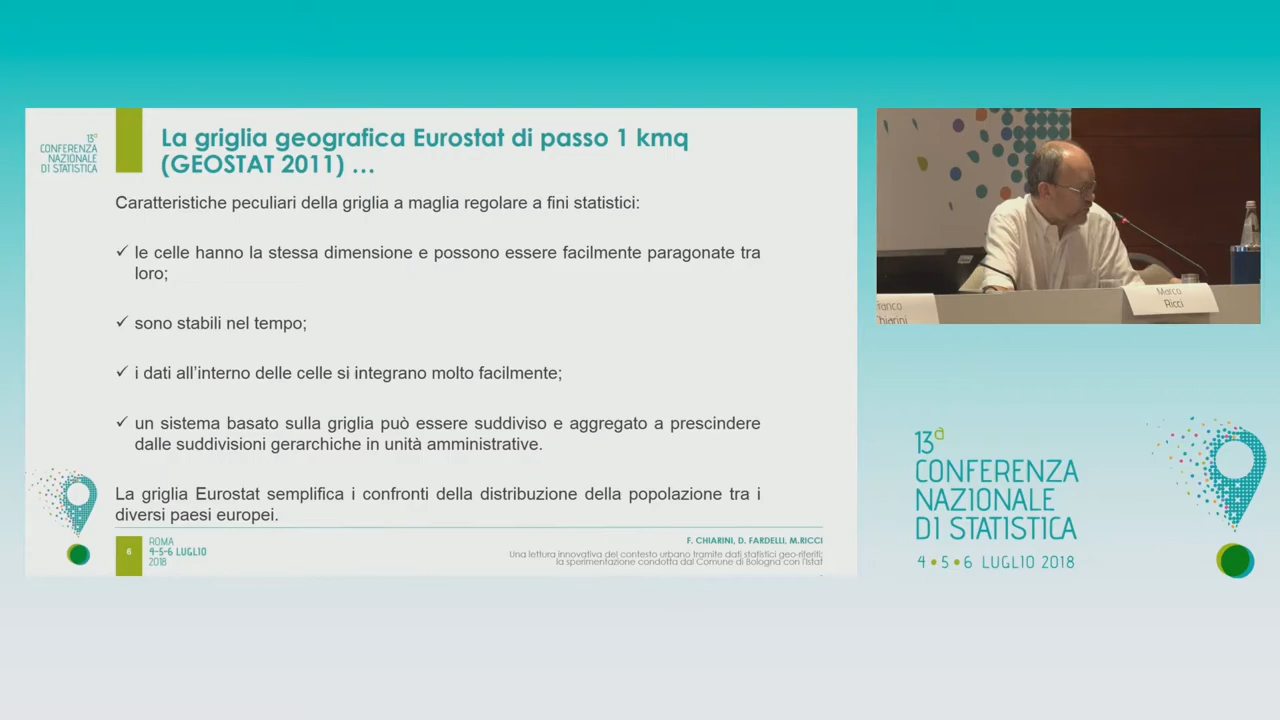 13ª
CONFERENZA
NAZIONALE
DI STATISTICA
La griglia geografica Eurostat di passo 1 kmq
(GEOSTAT 2011) …
Caratteristiche peculiari della griglia a maglia regolare a fini statistici:
✓ le celle hanno la stessa dimensione e possono essere facilmente paragonate tra
loro;
✓ sono stabili nel tempo;
✓ i dati all’interno delle celle si integrano molto facilmente;
✓ un sistema basato sulla griglia può essere suddiviso e aggregato a prescindere
dalle suddivisioni gerarchiche in unità amministrative.
La griglia Eurostat semplifica i confronti della distribuzione della popolazione tra i
diversi paesi europei.
6
ROMA
4-5-6 LUGLIO
2018
F. CHIARINI, D. FARDELLI, M.RICCI
Una lettura innovativa del contesto urbano tramite dati statistici geo-riferiti:
la sperimentazione condotta dal Comune di Bologna con l'Istat
Franco
Chiarini
Marco
Ricci
13ª
CONFERENZA
NAZIONALE
DI STATISTICA
4•5•6 LUGLIO 2018